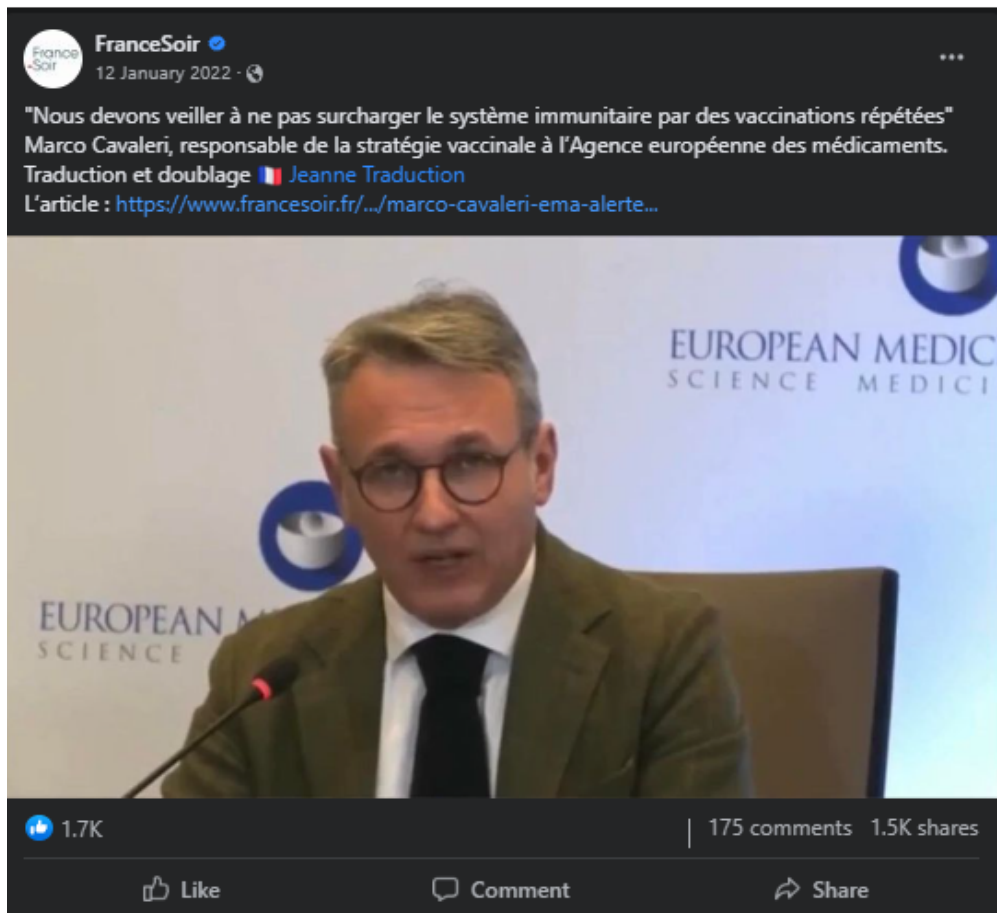 France
-Soir
FranceSoir
12 January 2022 ·
"Nous devons veiller à ne pas surcharger le système immunitaire par des vaccinations répétées"
Marco Cavaleri, responsable de la stratégie vaccinale à l'Agence européenne des médicaments.
Traduction et doublage 🇫🇷 Jeanne Traduction
L'article : https://www.francesoir.fr/.../marco-cavaleri-ema-alerte...
EUROPEAN MEDIC
SCIENCE MEDICI
EUROPEAN M
SCIENCE
1.7K
175 comments 1.5K shares
Like Comment Share